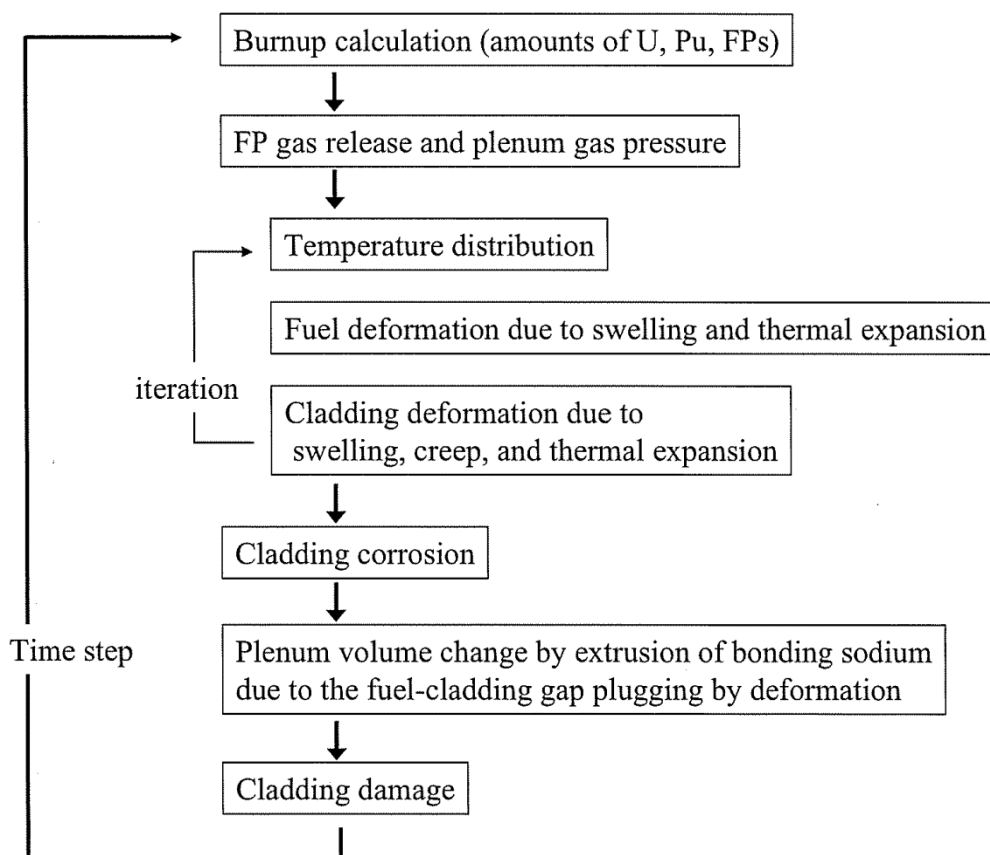 Burnup calculation (amounts of U, Pu, FPs)
FP gas release and plenum gas pressure
Temperature distribution
Fuel deformation due to swelling and thermal expansion
iteration
Cladding deformation due to
swelling, creep, and thermal expansion
Cladding corrosion
Time step
Plenum volume change by extrusion of bonding sodium
due to the fuel-cladding gap plugging by deformation
Cladding damage